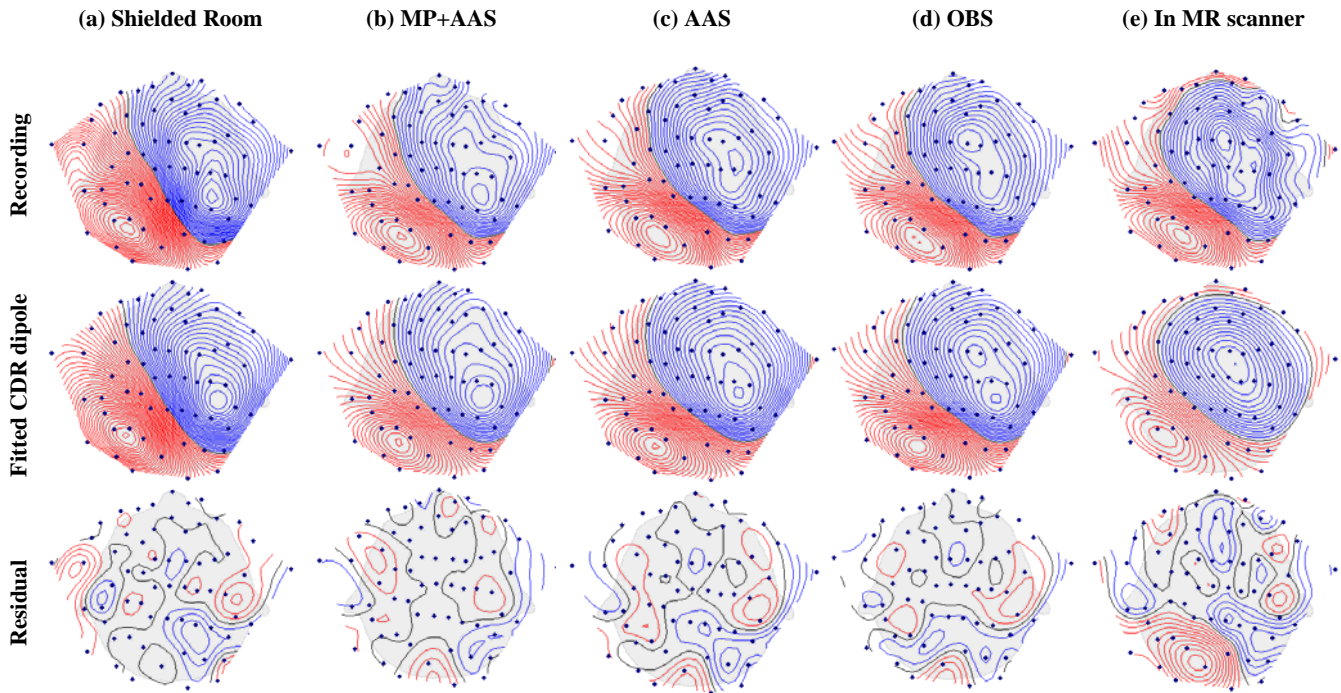 (a) Shielded Room
(b) MP+AAS
(c) AAS
(d) OBS
(e) In MR scanner
Recording
Fitted CDR dipole
Residual